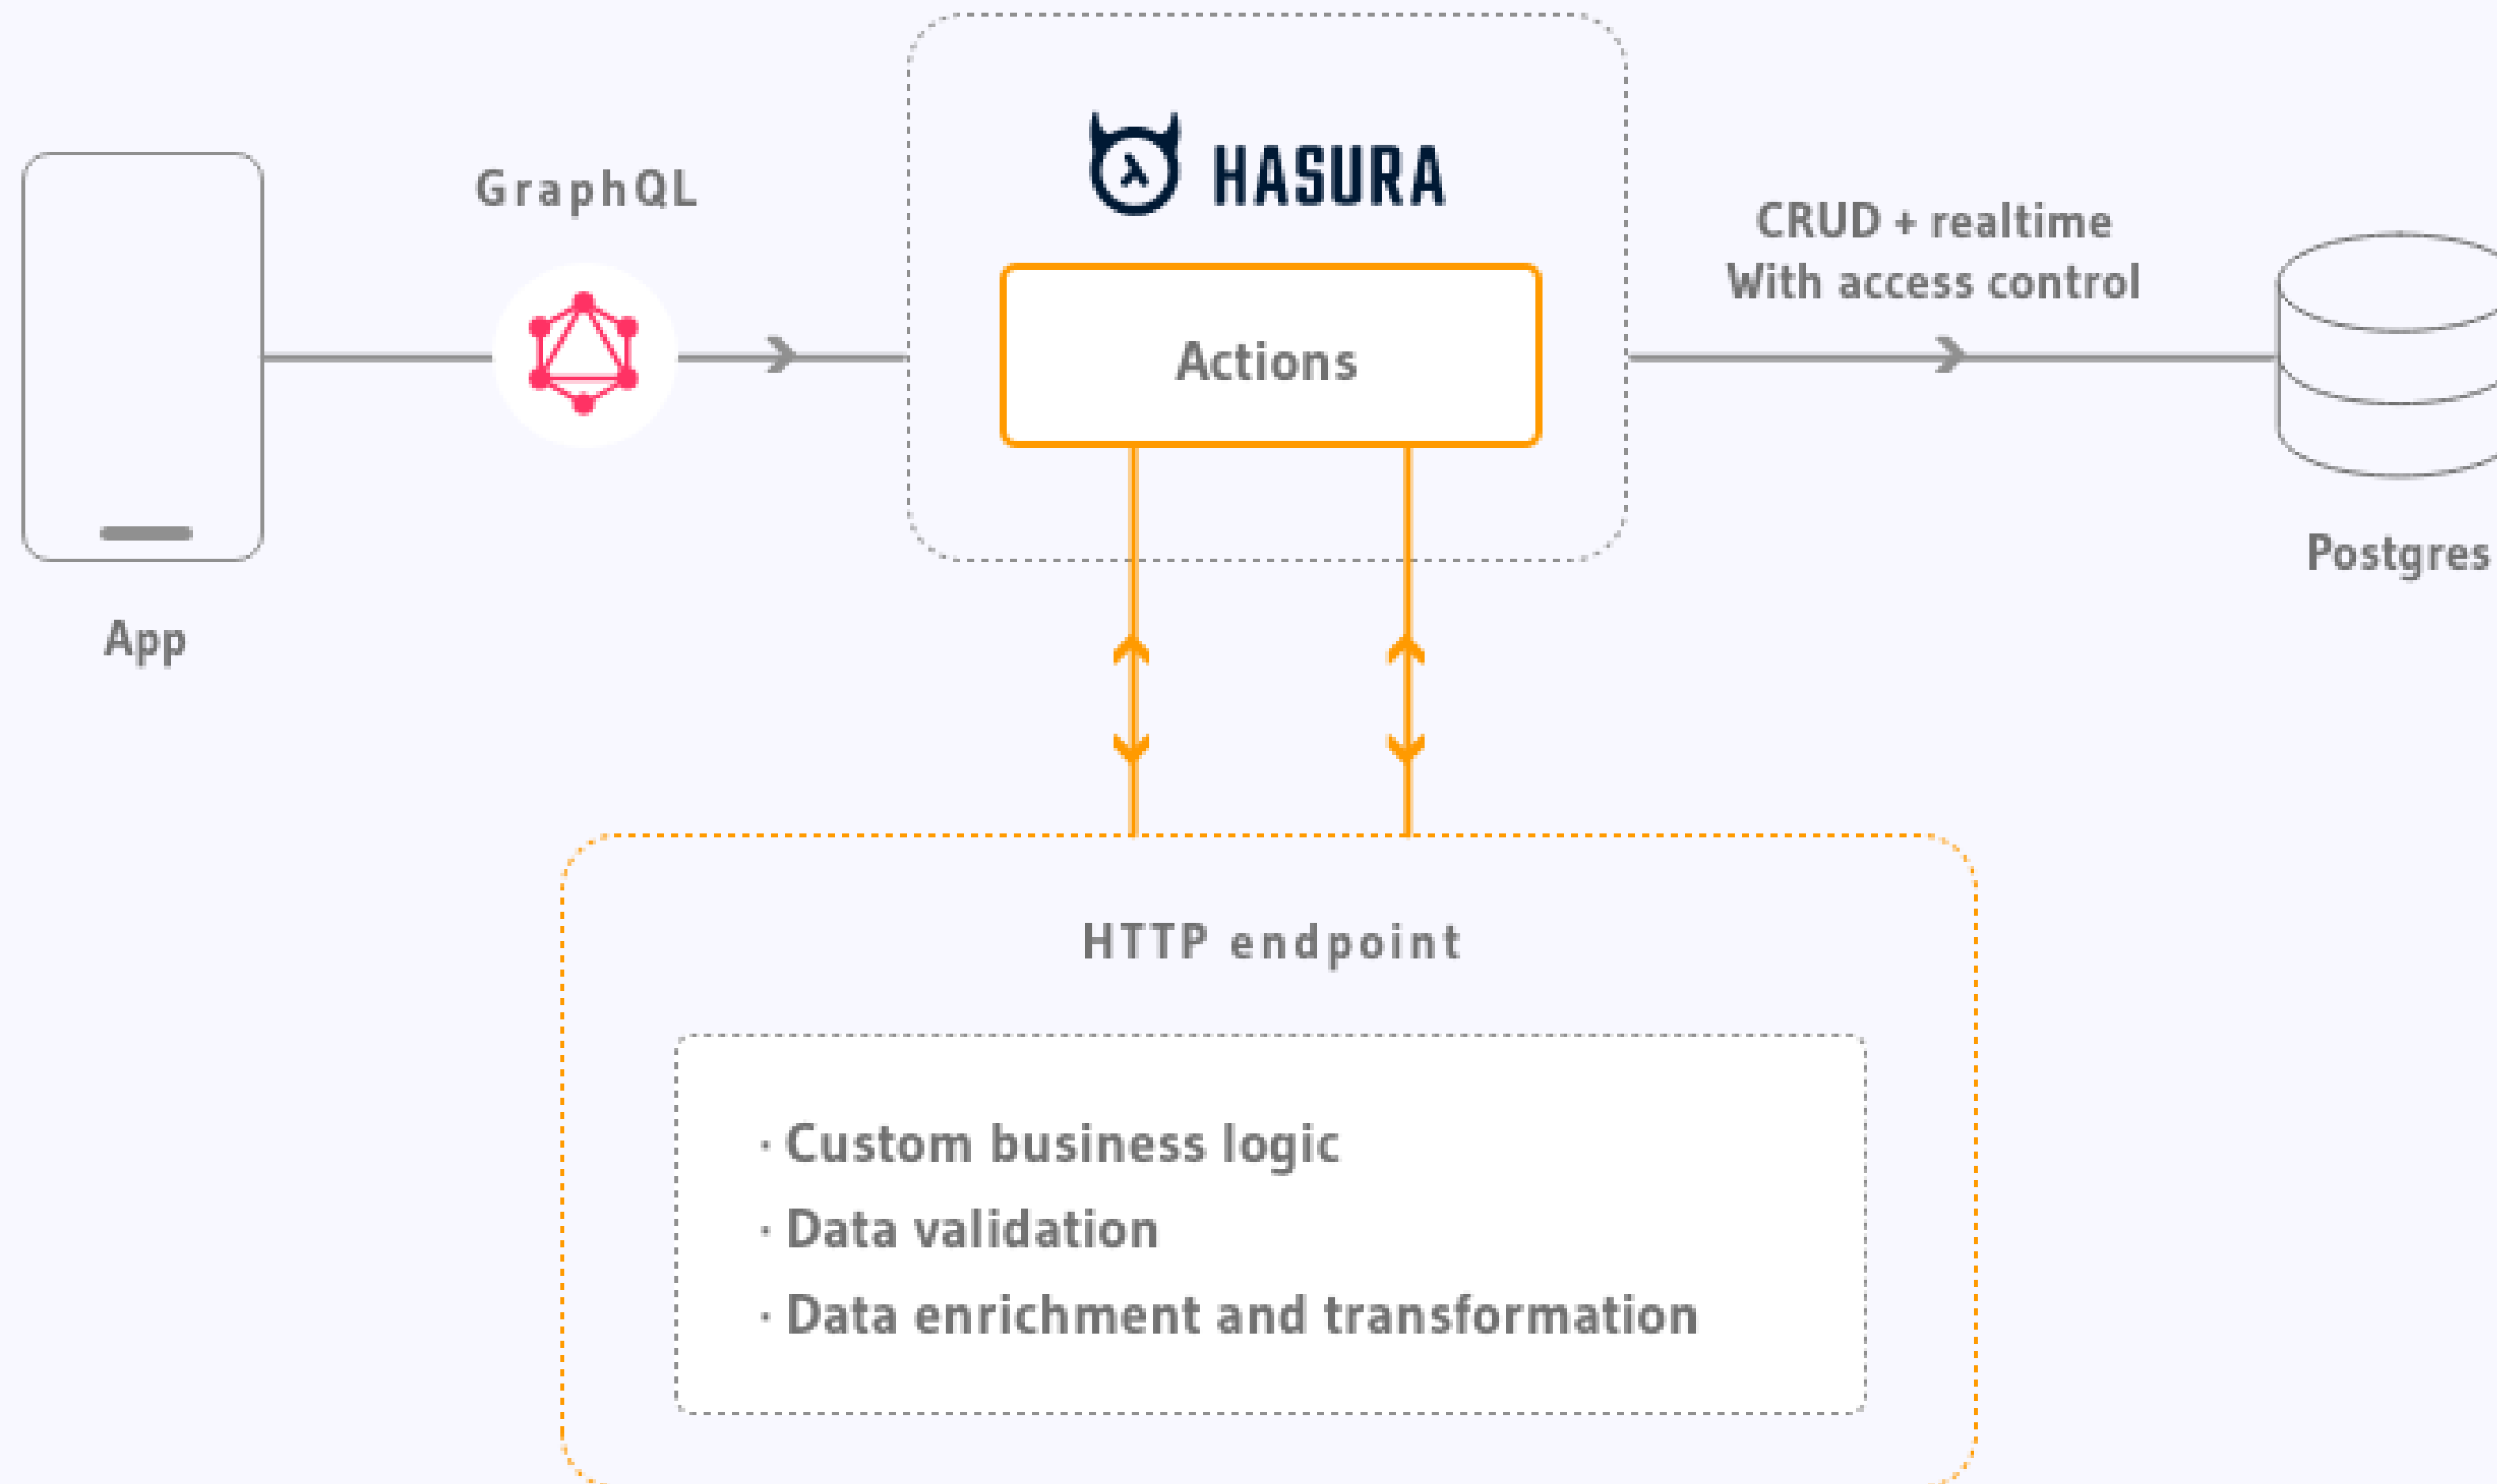 GraphQL
HASURA
CRUD + realtime
With access control
Actions
Postgres
App
HTTP endpoint
· Custom business logic
· Data validation
· Data enrichment and transformation